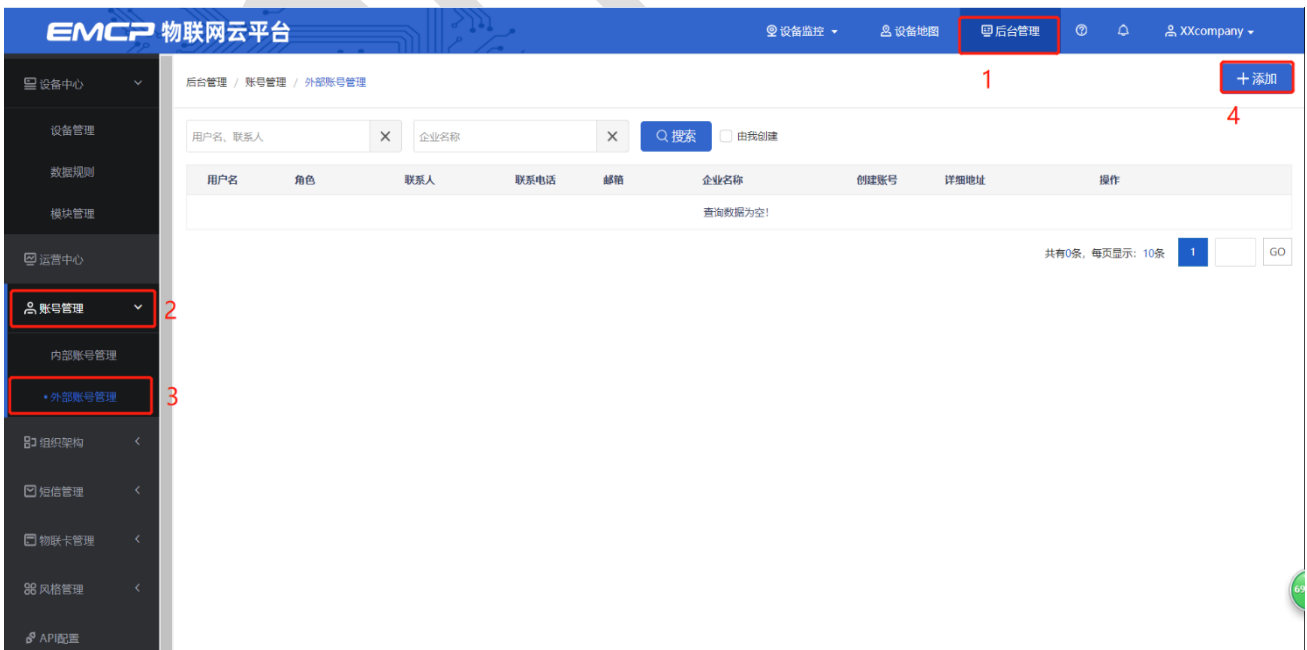 EMCP 物联网云平台
设备监控 设备地图 后台管理 XXcompany
1
设备中心
后台管理 / 账号管理 / 外部账号管理
+添加
4
设备管理
用户名、联系人 企业名称 搜索 由我创建
数据规则
用户名 角色 联系人 联系电话 邮箱 企业名称 创建账号 详细地址 操作
模块管理
查询数据为空!
运营中心
共有0条, 每页显示: 10条 1 GO
账号管理
2
内部账号管理
•外部账号管理
3
组织架构
短信管理
物联卡管理
风格管理
69
API配置